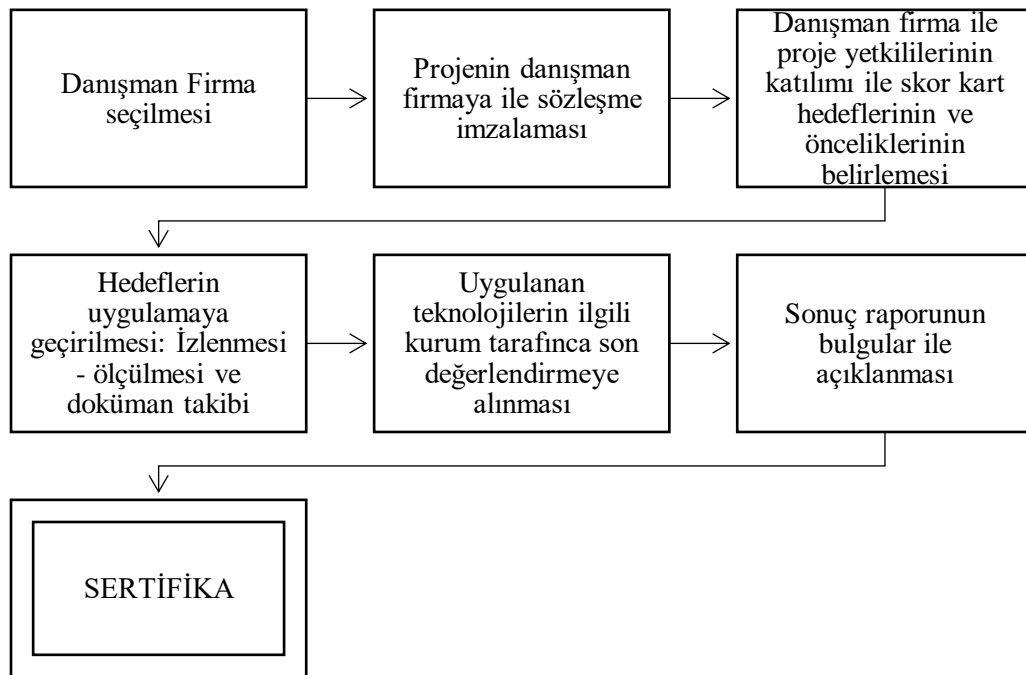 Danışman Firma
seçilmesi
Projenin danışman
firmaya ile sözleşme
imzalaması
Danışman firma ile
proje yetkililerinin
katılımı ile skor kart
hedeflerinin ve
önceliklerinin
belirlemesi
Hedeflerin
uygulamaya
geçirilmesi: İzlenmesi
- ölçülmesi ve
doküman takibi
Uygulanan
teknolojilerin ilgili
kurum tarafınca son
değerlendirmeye
alınması
Sonuç raporunun
bulgular ile
açıklanması
SERTİFİKA